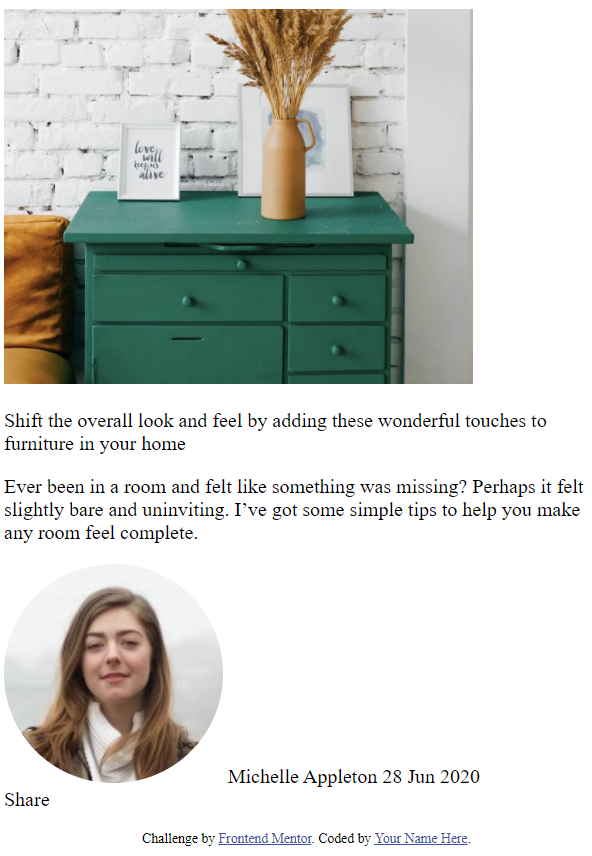 love
will
keep us
alive
Shift the overall look and feel by adding these wonderful touches to
furniture in your home
Ever been in a room and felt like something was missing? Perhaps it felt
slightly bare and uninviting. I’ve got some simple tips to help you make
any room feel complete.
Michelle Appleton 28 Jun 2020
Share
Challenge by Frontend Mentor. Coded by Your Name Here.